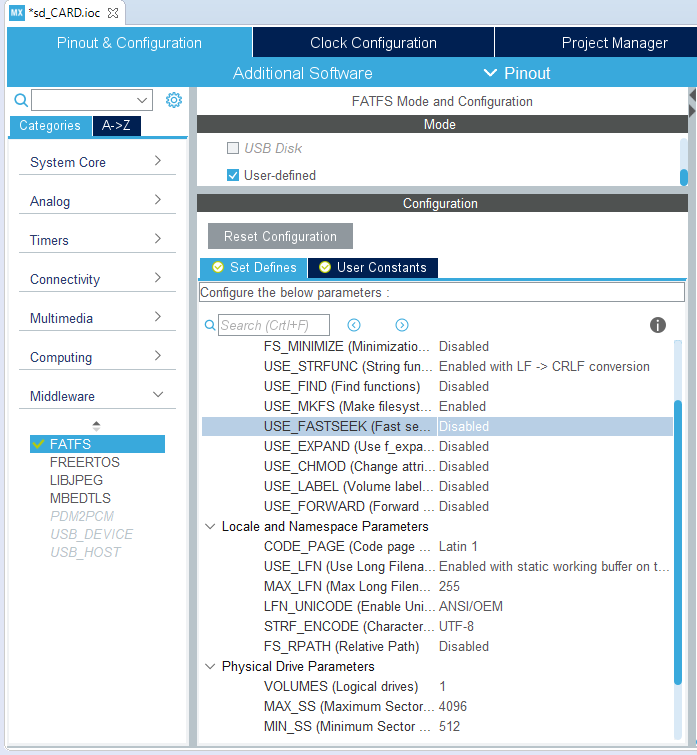 MX *sd_CARD.ioc
Pinout & Configuration
Clock Configuration
Project Manager
Additional Software
Pinout
Categories
A->Z
System Core
Analog
Timers
Connectivity
Multimedia
Computing
Middleware
FATFS
FREERTOS
LIBJPEG
MBEDTLS
PDM2PCM
USB_DEVICE
USB_HOST
FATFS Mode and Configuration
Mode
USB Disk
User-defined
Configuration
Reset Configuration
Set Defines
User Constants
Configure the below parameters :
Search (CrtI+F)
FS_MINIMIZE (Minimizatio... Disabled
USE_STRFUNC (String fun... Enabled with LF -> CRLF conversion
USE_FIND (Find functions) Disabled
USE_MKFS (Make filesyst... Enabled
USE_FASTSEEK (Fast se... Disabled
USE_EXPAND (Use f_expa... Disabled
USE_CHMOD (Change attri... Disabled
USE_LABEL (Volume label... Disabled
USE_FORWARD (Forward ... Disabled
Locale and Namespace Parameters
CODE_PAGE (Code page ... Latin 1
USE_LFN (Use Long Filena... Enabled with static working buffer on t...
MAX_LFN (Max Long Filen... 255
LFN_UNICODE (Enable Uni... ANSI/OEM
STRF_ENCODE (Character... UTF-8
FS_RPATH (Relative Path) Disabled
Physical Drive Parameters
VOLUMES (Logical drives) 1
MAX_SS (Maximum Sector... 4096
MIN_SS (Minimum Sector ... 512